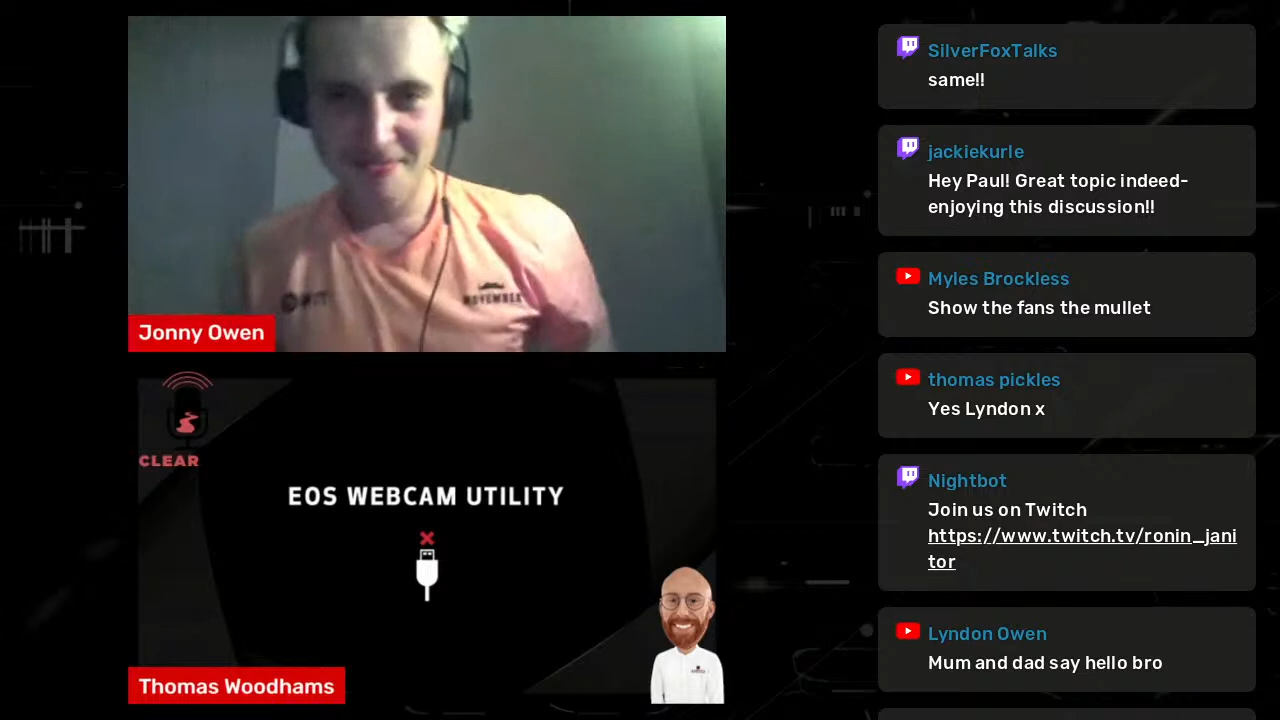 Jonny Owen
CLEAR
EOS WEBCAM UTILITY
Thomas Woodhams
SilverFoxTalks
same!!
jackiekurle
Hey Paul! Great topic indeed-
enjoying this discussion!!
Myles Brockless
Show the fans the mullet
thomas pickles
Yes Lyndon x
Nightbot
Join us on Twitch
https://www.twitch.tv/ronin_jani
tor
Lyndon Owen
Mum and dad say hello bro